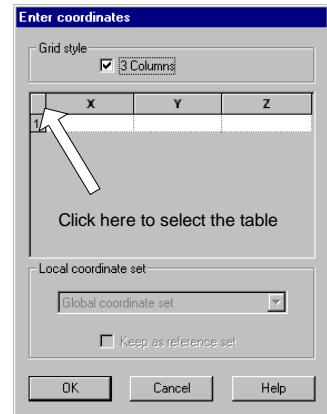 Enter coordinates
Grid style
3 Columns
X Y Z
1
Click here to select the table
Local coordinate set
Global coordinate set
Keep as reference set
OK Cancel Help